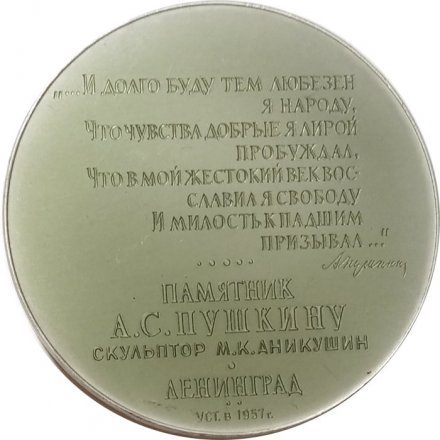 „...И ДОЛГО БУДУ ТЕМ ЛЮБЕЗЕН
Я НАРОДУ,
ЧТО ЧУВСТВА ДОБРЫЕ Я ЛИРОЙ
ПРОБУЖДАЛ,
ЧТО В МОЙ ЖЕСТОКИЙ ВЕК ВОС-
СЛАВИЛ Я СВОБОДУ
И МИЛОСТЬ К ПАДШИМ
ПРИЗЫВАЛ..."
А.Пушкин
ПАМЯТНИК
А.С.ПУШКИНУ
СКУЛЬПТОР М.К.АНИКУШИН
ЛЕНИНГРАД
УСТ. В 1957г.